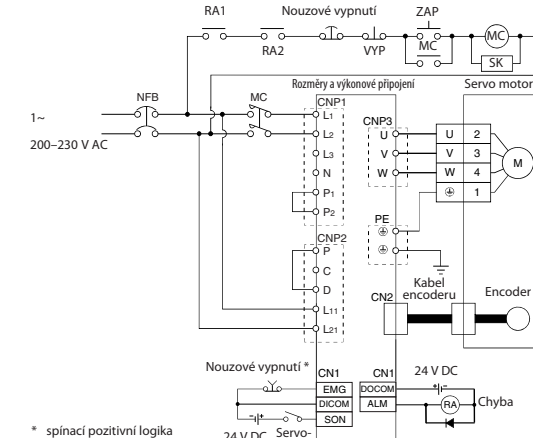 RA1 Nouzové vypnutí ZAP
RA2 VYP MC MC
SK
Rozměry a výkonové připojení Servo motor
NFB MC CNP1
CNP3
1~ L1 U U 2
200–230 V AC L2 V V 3 M
L3 W W 4
N 1
P1
P2 PE
CNP2
P
C Kabel
D CN2 encoderu Encoder
L11
L21
Nouzové vypnutí * CN1 CN1 24 V DC
EMG DOCOM
DICOM ALM RA Chyba
SON
* spínací pozitivní logika 24 V DC Servo-